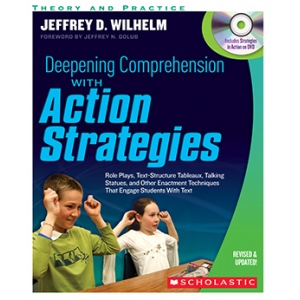 THEORY AND PRACTICE
JEFFREY D. WILHELM
FOREWORD BY JEFFREY N. GOLUB
Includes Strategies
in Action on DVD
Deepening Comprehension
WITH
Action
Strategies
Role Plays, Text-Structure Tableaux, Talking
Statues, and Other Enactment Techniques
That Engage Students With Text
REVISED &
UPDATED!
SCHOLASTIC